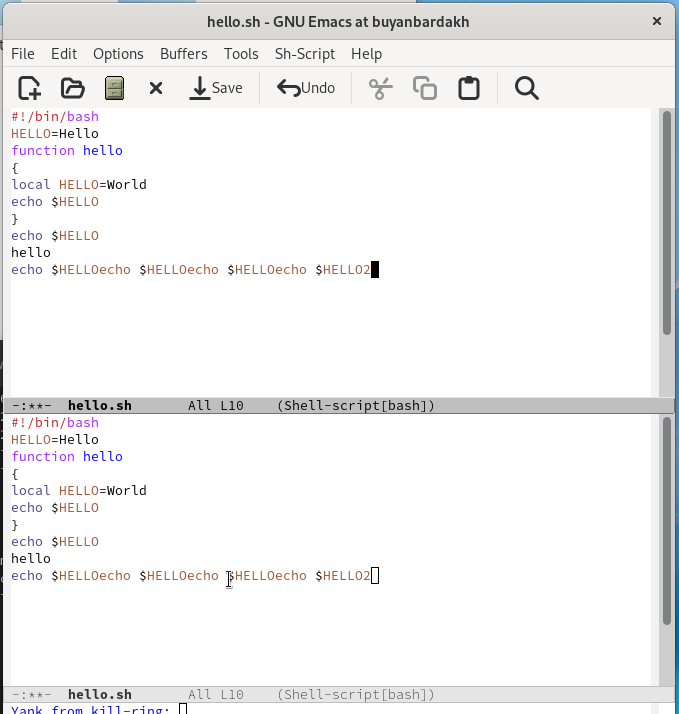 hello.sh - GNU Emacs at buyanbardakh ×
File Edit Options Buffers Tools Sh-Script Help
Save Undo
#!/bin/bash
HELLO=Hello
function hello
{
local HELLO=World
echo $HELLO
}
echo $HELLO
hello
echo $HELLOecho $HELLOecho $HELLOecho $HELLO2
-:**- hello.sh All L10 (Shell-script[bash])
#!/bin/bash
HELLO=Hello
function hello
{
local HELLO=World
echo $HELLO
}
echo $HELLO
hello
echo $HELLOecho $HELLOecho $HELLOecho $HELLO2
-:**- hello.sh All L10 (Shell-script[bash])
Yank from kill-ring: